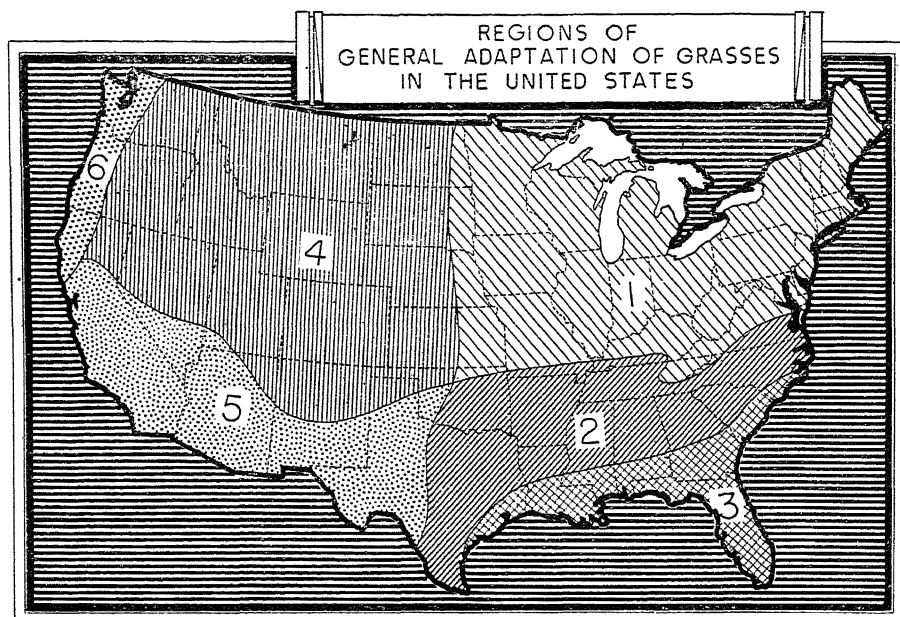 REGIONS OF
GENERAL ADAPTATION OF GRASSES
IN THE UNITED STATES
6
4
1
5
2
3